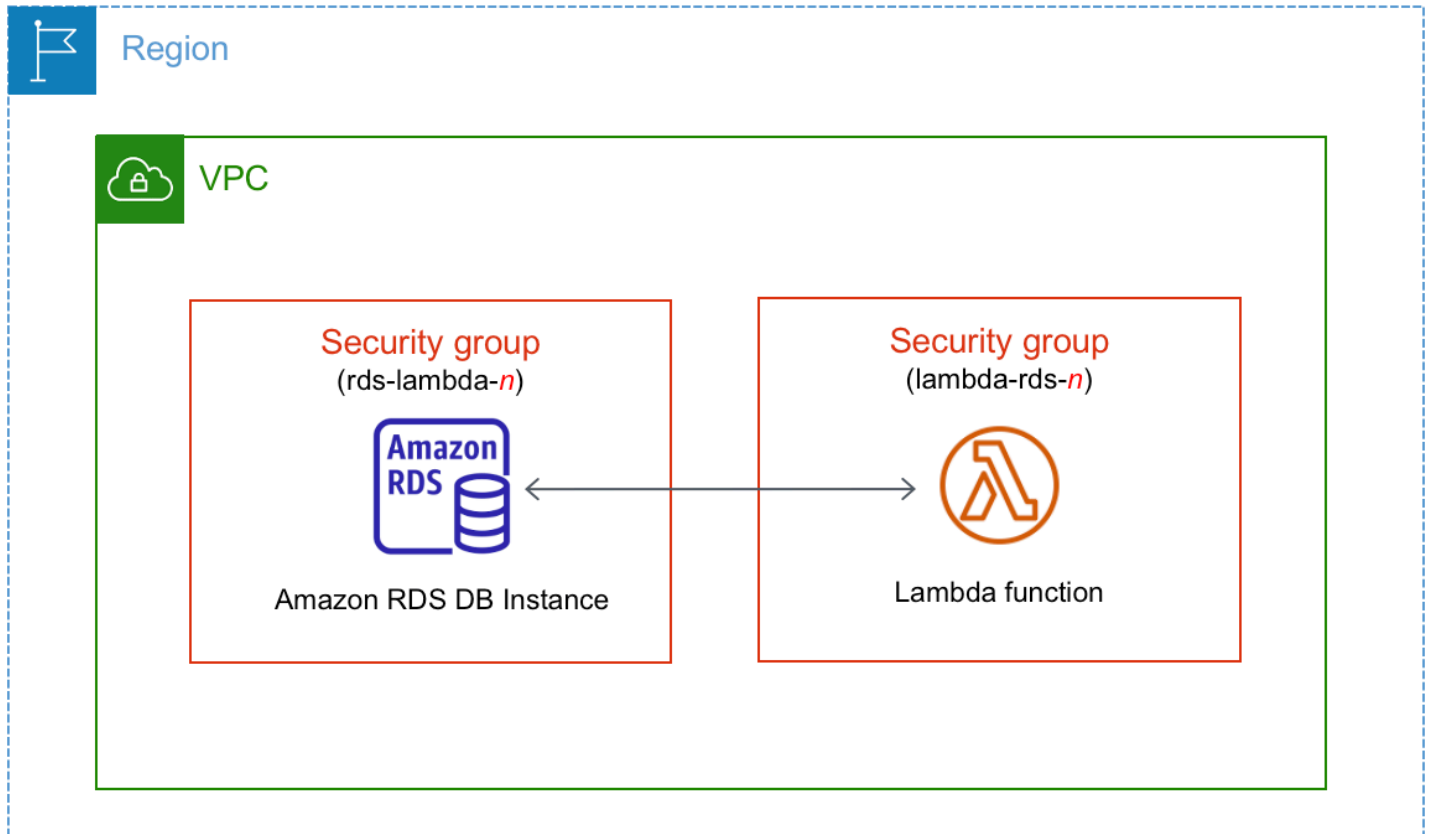 Region
VPC
Security group
(rds-lambda-n)
Amazon
RDS
Amazon RDS DB Instance
Security group
(lambda-rds-n)
Lambda function